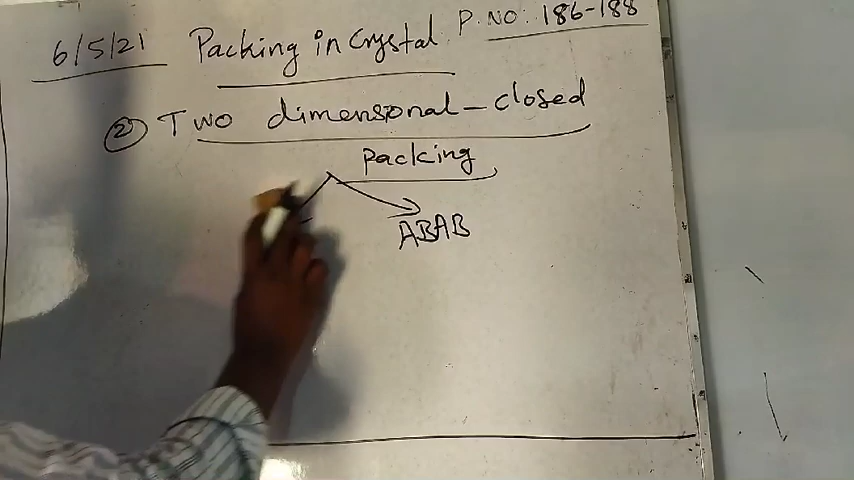 6/5/21 Packing in Crystal P.NO: 186-188
② Two dimensional - closed
packing
ABAB